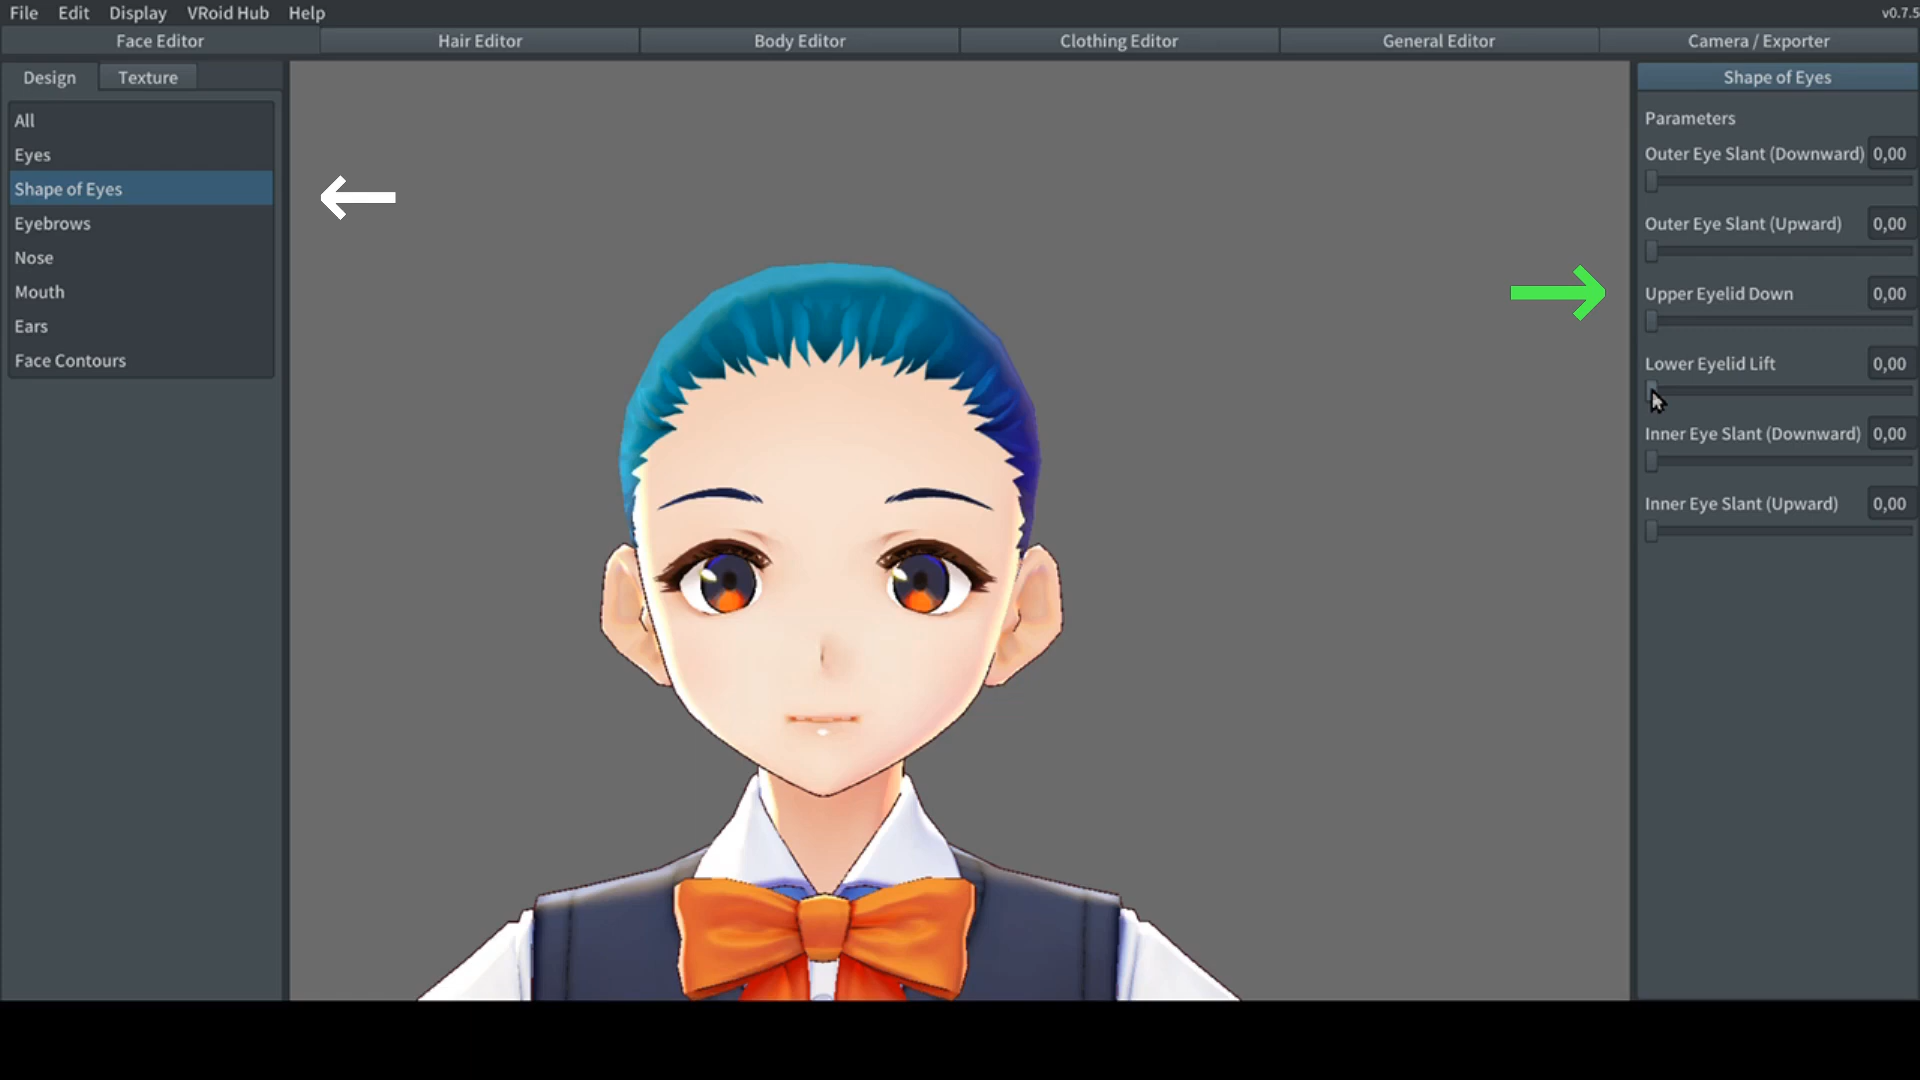 File Edit Display VRoid Hub Help v0.7.5
Face Editor Hair Editor Body Editor Clothing Editor General Editor Camera / Exporter
Design Texture
All
Eyes
Shape of Eyes
Eyebrows
Nose
Mouth
Ears
Face Contours
Shape of Eyes
Parameters
Outer Eye Slant (Downward) 0,00
Outer Eye Slant (Upward) 0,00
Upper Eyelid Down 0,00
Lower Eyelid Lift 0,00
Inner Eye Slant (Downward) 0,00
Inner Eye Slant (Upward) 0,00